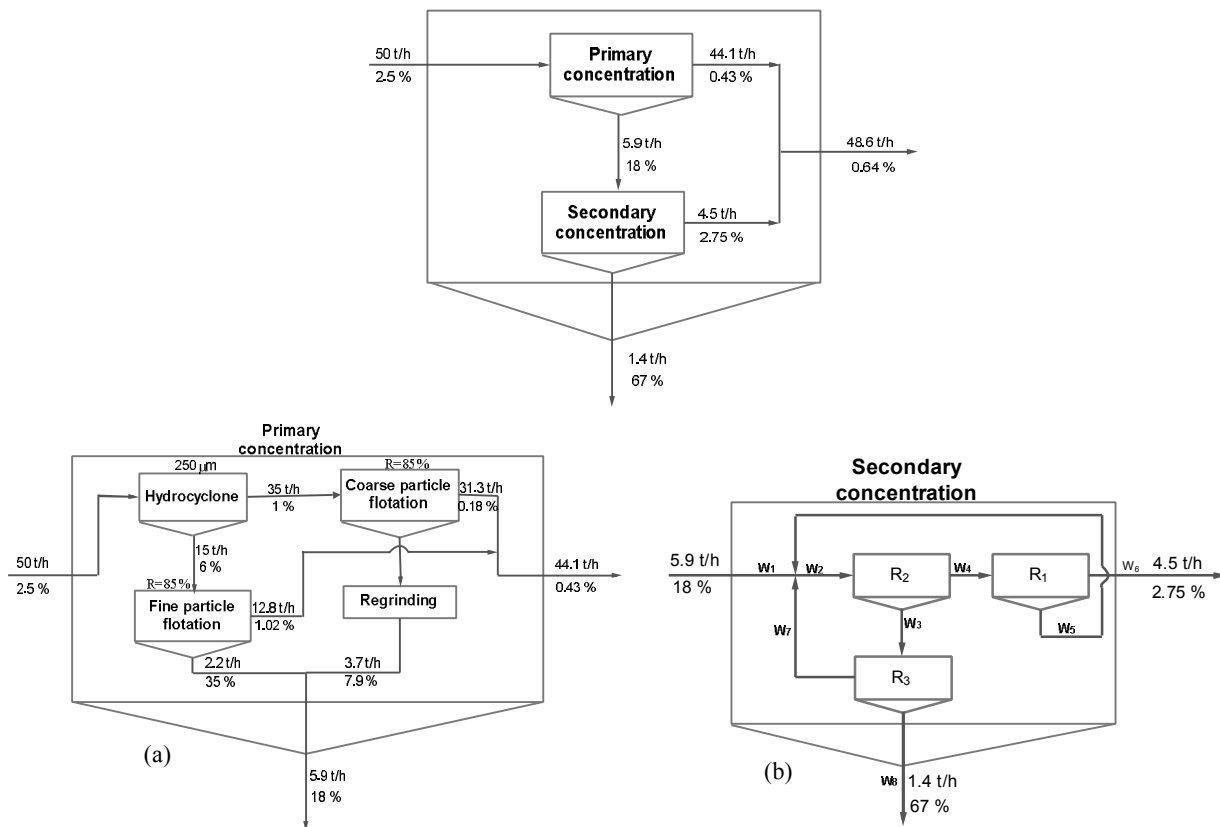 50 t/h
2.5 %
Primary
concentration
44.1 t/h
0.43 %
5.9 t/h
18 %
48.6 t/h
0.64 %
Secondary
concentration
4.5 t/h
2.75 %
1.4 t/h
67 %
Primary
concentration
250 μm
Hydrocyclone
35 t/h
1 %
R=85%
Coarse particle
flotation
31.3 t/h
0.18 %
15 t/h
6 %
50 t/h
2.5 %
R=85%
Fine particle
flotation
12.8 t/h
1.02 %
Regrinding
44.1 t/h
0.43 %
2.2 t/h
35 %
3.7 t/h
7.9 %
(a)
5.9 t/h
18 %
Secondary
concentration
5.9 t/h
18 %
W1
W2
R2
W4
R1
W6
4.5 t/h
2.75 %
W7
W3
W5
R3
(b)
W8
1.4 t/h
67 %